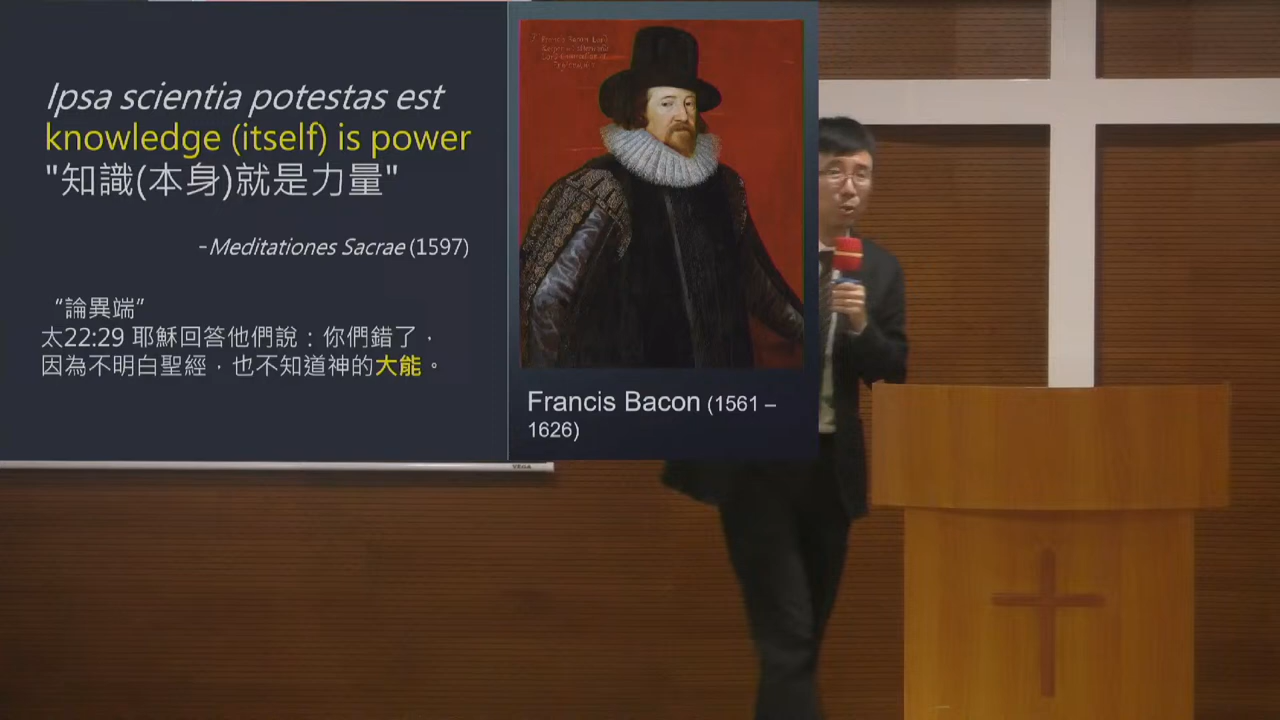 Ipsa scientia potestas est
knowledge (itself) is power
"知識(本身)就是力量"
-Meditationes Sacrae (1597)
“論異端”
太22:29 耶穌回答他們說：你們錯了，
因為不明白聖經，也不知道神的大能。
Francis Bacon (1561 –
1626)
VEGA